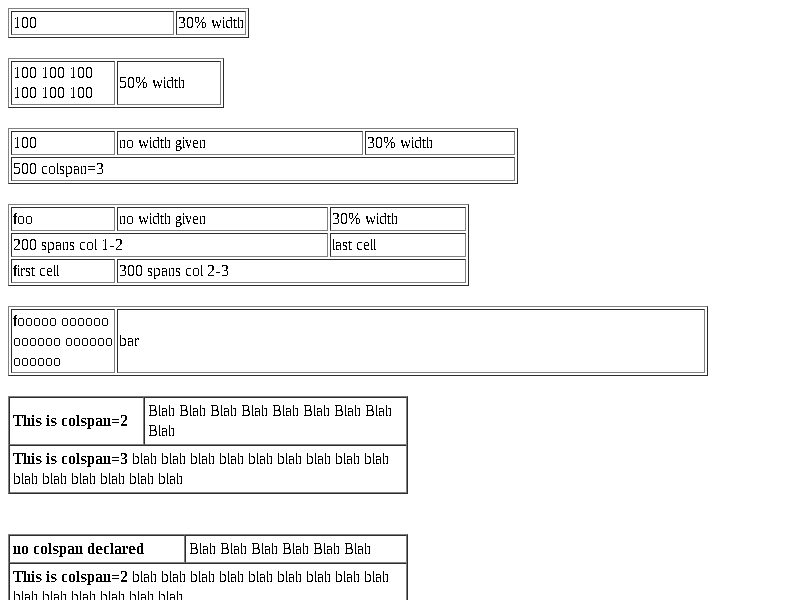 100 30% width
100 100 100
100 100 100
50% width
100 no width given 30% width
500 colspan=3
foo no width given 30% width
200 spans col 1-2 last cell
first cell 300 spans col 2-3
fooooo oooooo
oooooo oooooo
oooooo
bar
This is colspan=2
Blah Blah Blah Blah Blah Blah Blah Blah
Blah
This is colspan=3 blah blah blah blah blah blah blah blah blah
blah blah blah blah blah blah
no colspan declared Blah Blah Blah Blah Blah Blah
This is colspan=2 blah blah blah blah blah blah blah blah blah
blah blah blah blah blah blah